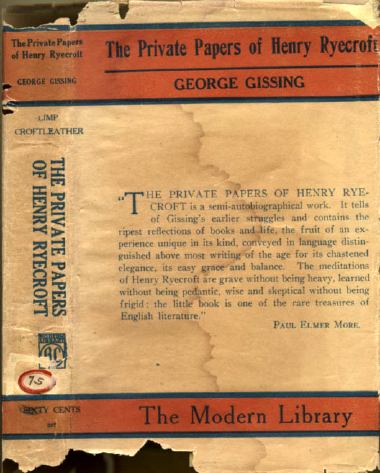 The Private Papers
of Henry Ryecroft
GEORGE GISSING
LIMP
CROFTLEATHER
THE PRIVATE PAPERS
OF HENRY RYECROFT
75
SIXTY CENTS
net
The Private Papers of Henry Ryecroft
GEORGE GISSING
"THE PRIVATE PAPERS OF HENRY RYE-
CROFT is a semi-autobiographical work. It tells
of Gissing's earlier struggles and contains the
ripest reflections of books and life, the fruit of an ex-
perience unique in its kind, conveyed in language distin-
guished above most writing of the age for its chastened
elegance, its easy grace and balance. The meditations
of Henry Ryecroft are grave without being heavy, learned
without being pedantic, wise and skeptical without being
frigid: the little book is one of the rare treasures of
English literature."
PAUL ELMER MORE.
The Modern Library